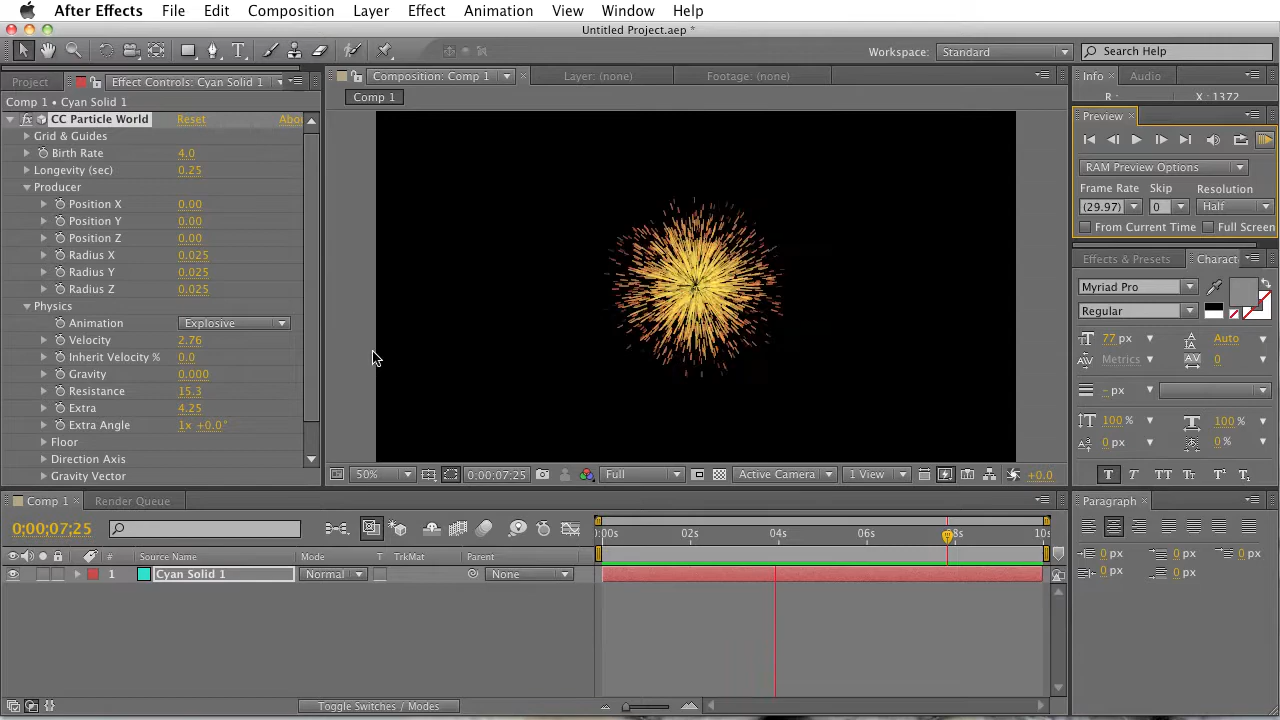 After Effects File Edit Composition Layer Effect Animation View Window Help
Untitled Project.aep *
Workspace: Standard Search Help
Project Effect Controls: Cyan Solid 1 Composition: Comp 1 Layer: (none) Footage: (none) Info Audio
Comp 1 • Cyan Solid 1 Comp 1 R : X : 1372
CC Particle World Reset Abou Preview
Grid & Guides
Birth Rate 4.0
Longevity (sec) 0.25 RAM Preview Options
Producer Frame Rate Skip Resolution
Position X 0.00 (29.97) 0 Half
Position Y 0.00 From Current Time Full Screen
Position Z 0.00
Radius X 0.025 Effects & Presets Charact
Radius Y 0.025
Radius Z 0.025 Myriad Pro
Physics Regular
Animation Explosive
Velocity 2.76 77 px Auto
Inherit Velocity % 0.0 Metrics 0
Gravity 0.000
Resistance 15.3 - px
Extra 4.25
Extra Angle 1x +0.0° 100 % 100 %
Floor 0 px 0 %
Direction Axis
Gravity Vector 50% 0:00:07:25 Full Active Camera 1 View +0.0 T T TT Tt T¹ T₁
Comp 1 Render Queue Paragraph
0;00;07;25 :00s 02s 04s 06s 08s 10s
# Source Name Mode T TrkMat Parent 0 px 0 px 0 px
1 Cyan Solid 1 Normal None 0 px 0 px
Toggle Switches / Modes